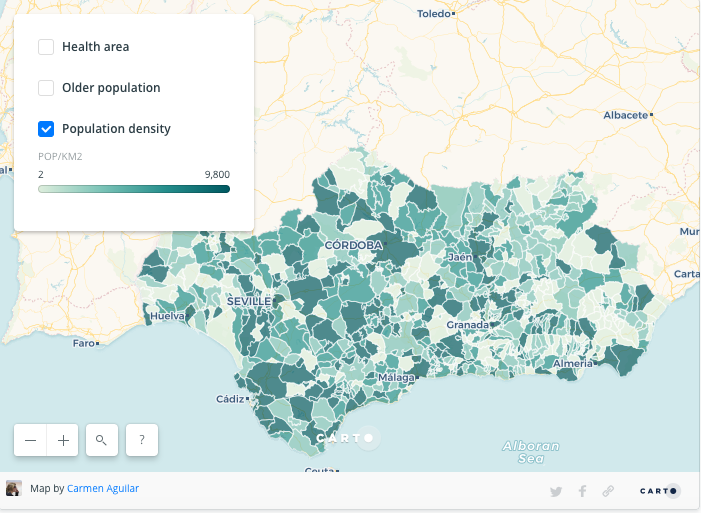 Health area
Older population
Population density
POP/KM2
2 9,800
Toledo
Albacete
al
Mur
Carta
CÓRDOBA
Jaén
SEVILLE
Huelva
Granada
Faro
Almería
Málaga
Cádiz
CARTO
Alboran
Sea
Ceuta
?
Map by Carmen Aguilar
CARTO